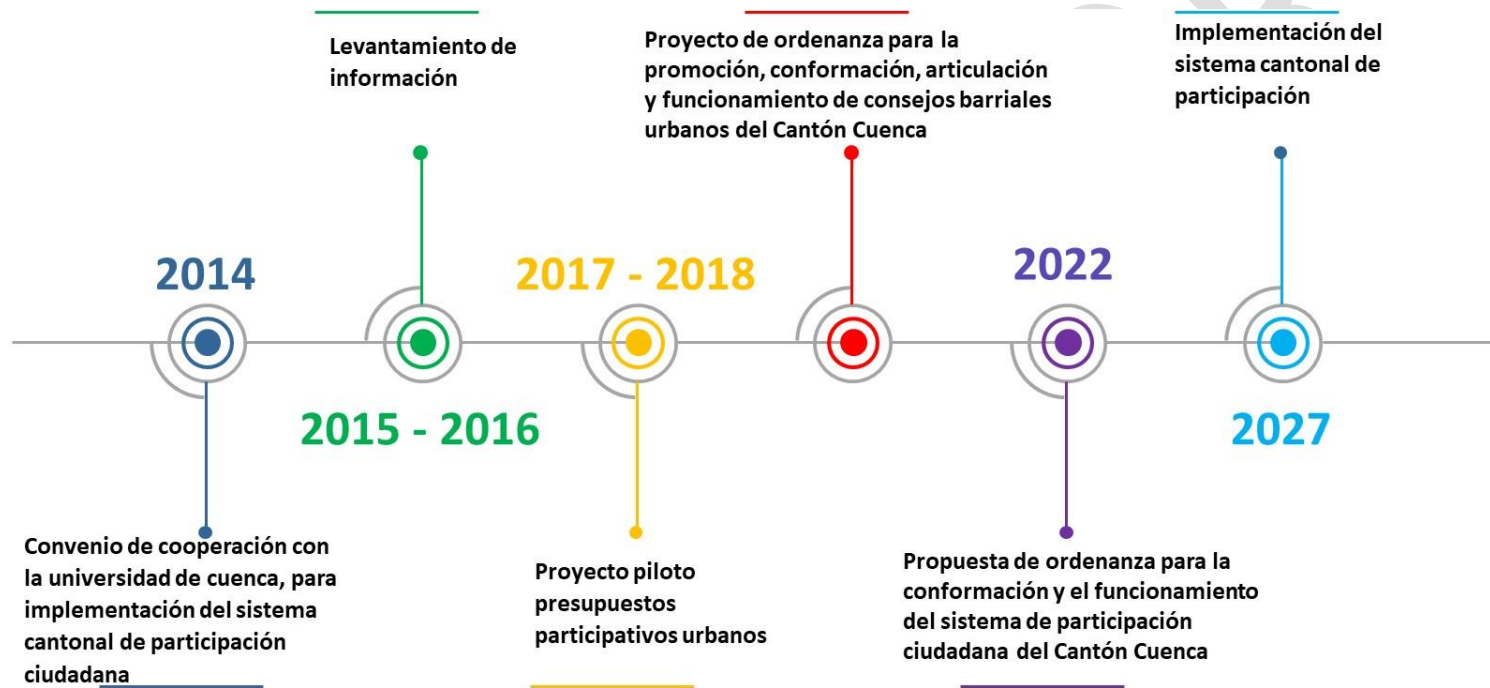 Levantamiento de
información
Proyecto de ordenanza para la
promoción, conformación, articulación
y funcionamiento de consejos barriales
urbanos del Cantón Cuenca
Implementación del
sistema cantonal de
participación
2014
2015 - 2016
2017 - 2018
2022
2027
Convenio de cooperación con
la universidad de cuenca, para
implementación del sistema
cantonal de participación
ciudadana
Proyecto piloto
presupuestos
participativos urbanos
Propuesta de ordenanza para la
conformación y el funcionamiento
del sistema de participación
ciudadana del Cantón Cuenca